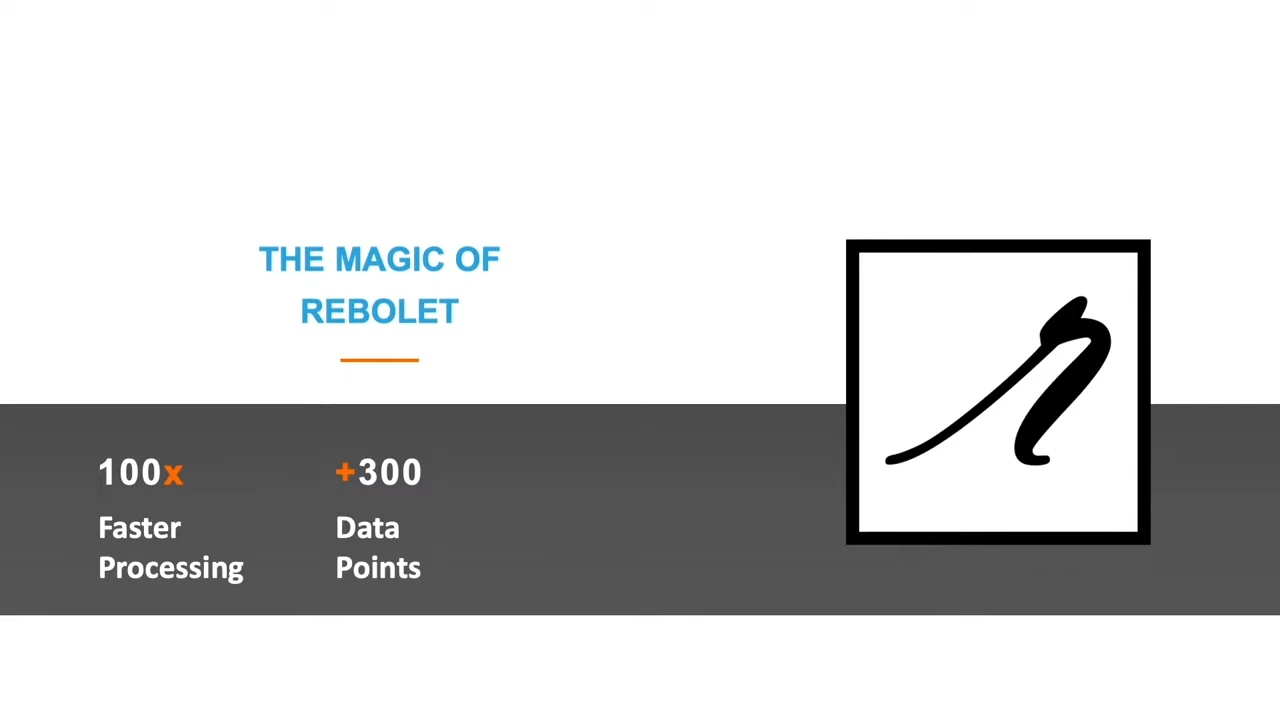 THE MAGIC OF
REBOLET
100x
Faster
Processing
+300
Data
Points
r